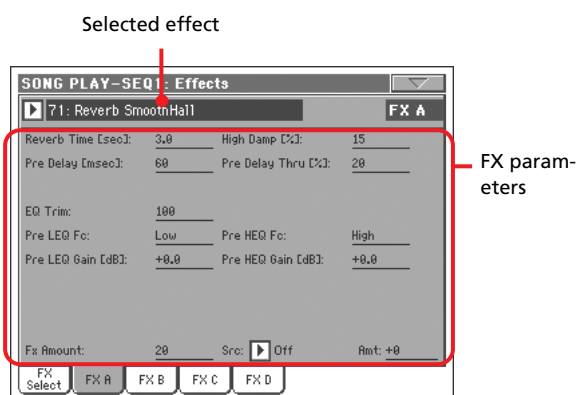 Selected effect
SONG PLAY-SEQ1: Effects
71: Reverb SmoothHall FX A
Reverb Time [sec]: 3.0 High Damp [%]: 15
Pre Delay [msec]: 60 Pre Delay Thru [%]: 20
EQ Trim: 100
Pre LEQ Fc: Low Pre HEQ Fc: High
Pre LEQ Gain [dB]: +0.0 Pre HEQ Gain [dB]: +0.0
Fx Amount: 20 Src: Off Amt: +0
FX Select FX A FX B FX C FX D
FX param-
eters